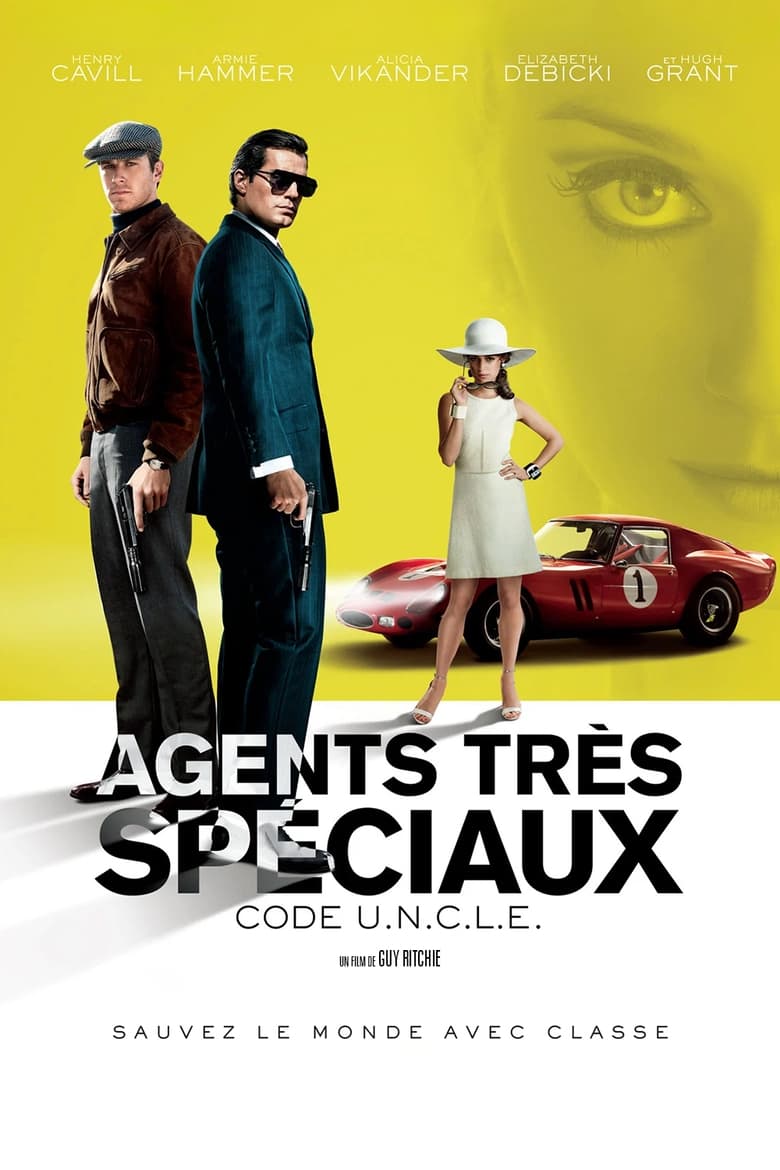 HENRY CAVILL
ARMIE HAMMER
ALICIA VIKANDER
ELIZABETH DEBICKI
ET HUGH GRANT
1
AGENTS TRÈS
SPÉCIAUX
CODE U.N.C.L.E.
UN FILM DE GUY RITCHIE
SAUVEZ LE MONDE AVEC CLASSE